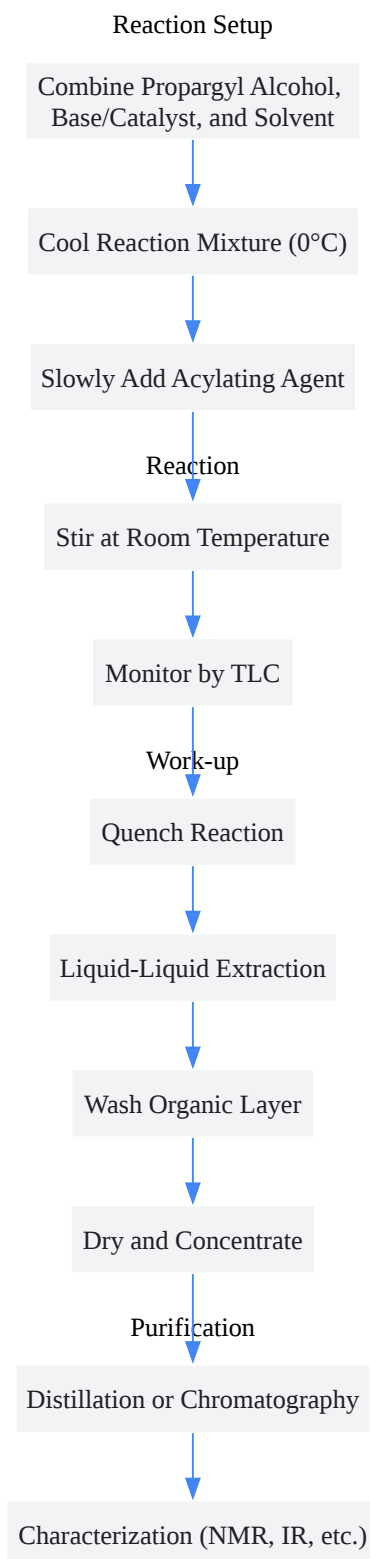 Reaction Setup
Combine Propargyl Alcohol,
Base/Catalyst, and Solvent
Cool Reaction Mixture (0°C)
Slowly Add Acylating Agent
Reaction
Stir at Room Temperature
Monitor by TLC
Work-up
Quench Reaction
Liquid-Liquid Extraction
Wash Organic Layer
Dry and Concentrate
Purification
Distillation or Chromatography
Characterization (NMR, IR, etc.)